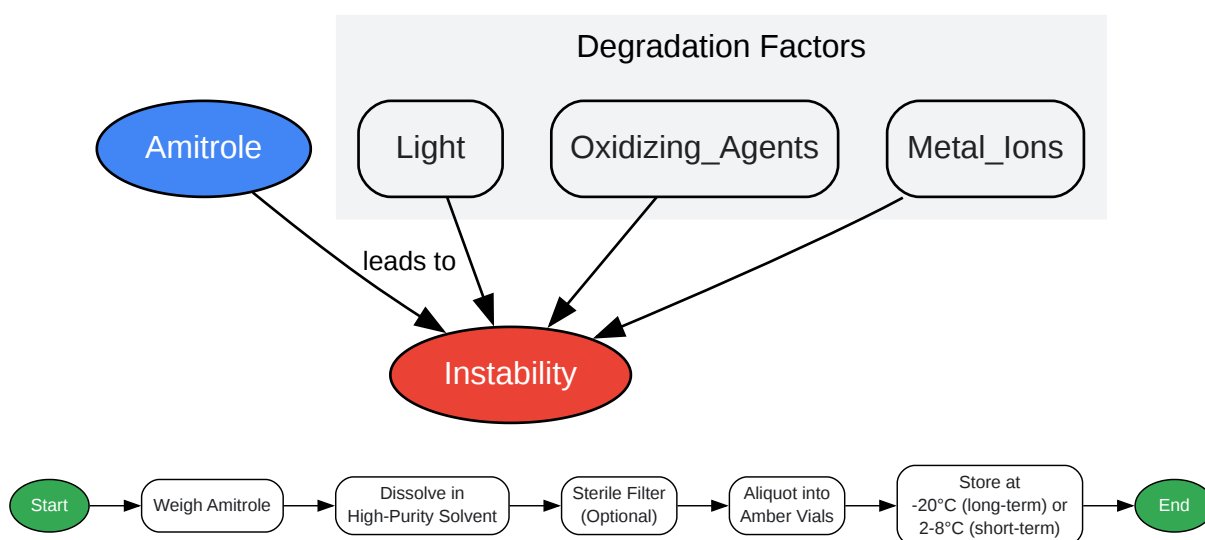 Degradation Factors
Amitrole
Light
Oxidizing_Agents
Metal_Ions
leads to
Instability
Start
Weigh Amitrole
Dissolve in
High-Purity Solvent
Sterile Filter
(Optional)
Aliquot into
Amber Vials
Store at
-20°C (long-term) or
2-8°C (short-term)
End